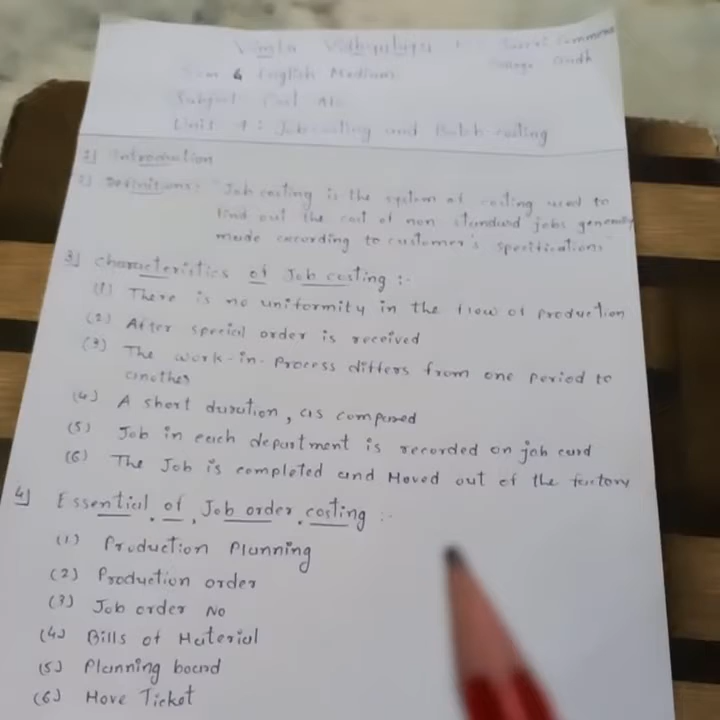 Sem 4 English Medium
Subject Cost
Unit 4: Job costing and Batch costing
1] Introduction
2] Definitions: "Job costing is the system of costing used to
find out the cost of non standard jobs generally
made according to customer's specifications"
3] Characteristics of Job costing :-
(1) There is no uniformity in the flow of production
(2) After special order is received
(3) The work-in-Process differs from one period to
another
(4) A short duration, as compared
(5) Job in each department is recorded on job card
(6) The Job is completed and Moved out of the factory
4] Essential of Job order costing :-
(1) Production Planning
(2) Production order
(3) Job order No
(4) Bills of Material
(5) Planning board
(6) Move Ticket